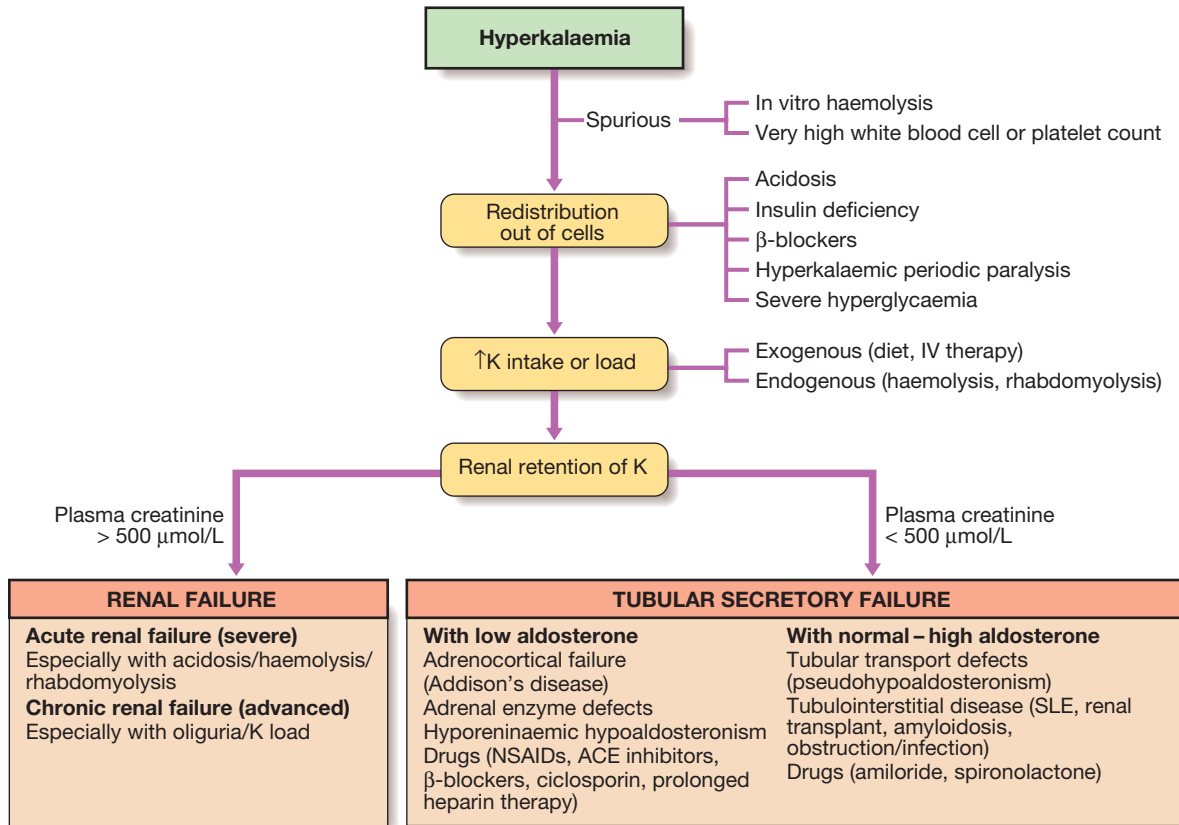 Hyperkalaemia
Spurious
In vitro haemolysis
Very high white blood cell or platelet count
Redistribution
out of cells
Acidosis
Insulin deficiency
β-blockers
Hyperkalaemic periodic paralysis
Severe hyperglycaemia
↑K intake or load
Exogenous (diet, IV therapy)
Endogenous (haemolysis, rhabdomyolysis)
Renal retention of K
Plasma creatinine
> 500 µmol/L
Plasma creatinine
< 500 µmol/L
RENAL FAILURE
Acute renal failure (severe)
Especially with acidosis/haemolysis/
rhabdomyolysis
Chronic renal failure (advanced)
Especially with oliguria/K load
TUBULAR SECRETORY FAILURE
With low aldosterone
Adrenocortical failure
(Addison's disease)
Adrenal enzyme defects
Hyporeninaemic hypoaldosteronism
Drugs (NSAIDs, ACE inhibitors,
β-blockers, ciclosporin, prolonged
heparin therapy)
With normal – high aldosterone
Tubular transport defects
(pseudohypoaldosteronism)
Tubulointerstitial disease (SLE, renal
transplant, amyloidosis,
obstruction/infection)
Drugs (amiloride, spironolactone)